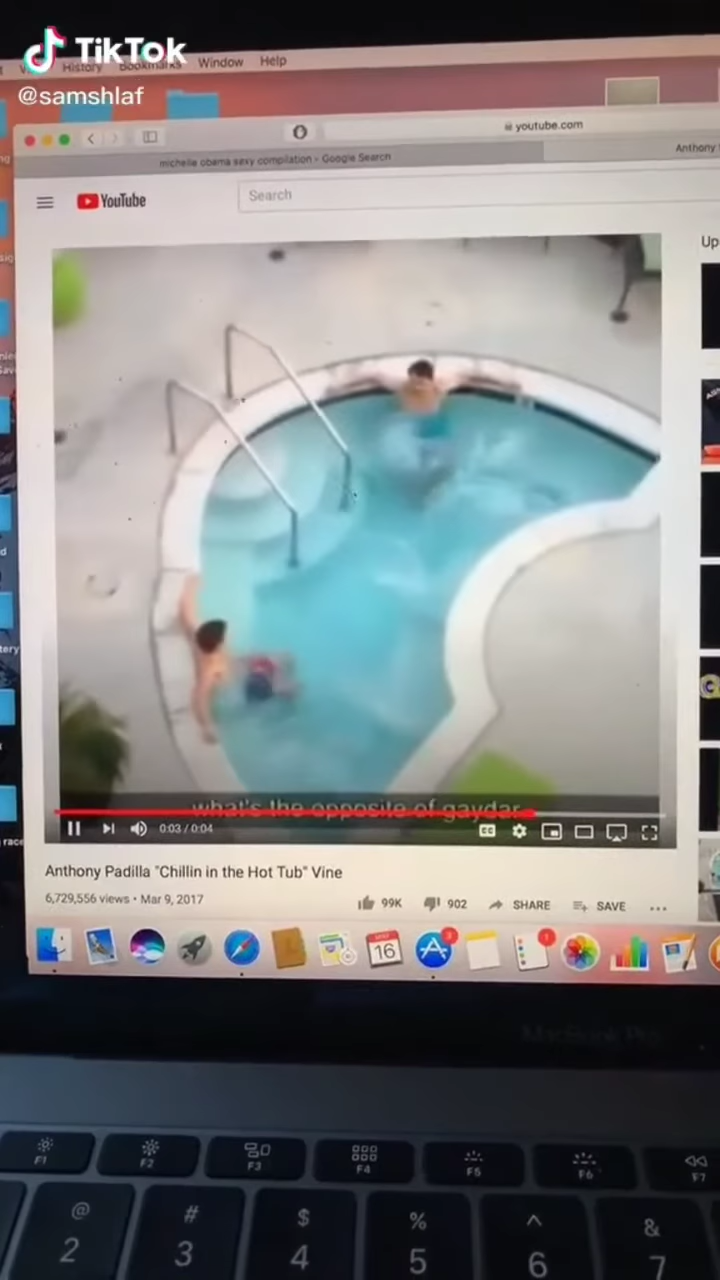 TikTok
@samshlaf
History Bookmarks Window Help
youtube.com
michelle obama sexy compilation - Google Search
Anthony
YouTube
Search
Up
what's the opposite of gaydar
0:03 / 0:04
CC
Anthony Padilla "Chillin in the Hot Tub" Vine
6,729,556 views • Mar 9, 2017
99K
902
SHARE
SAVE
16
MacBook Pro
F1
F2
F3
F4
F5
F6
F7
@
#
$
%
^
&
2
3
4
5
6
7